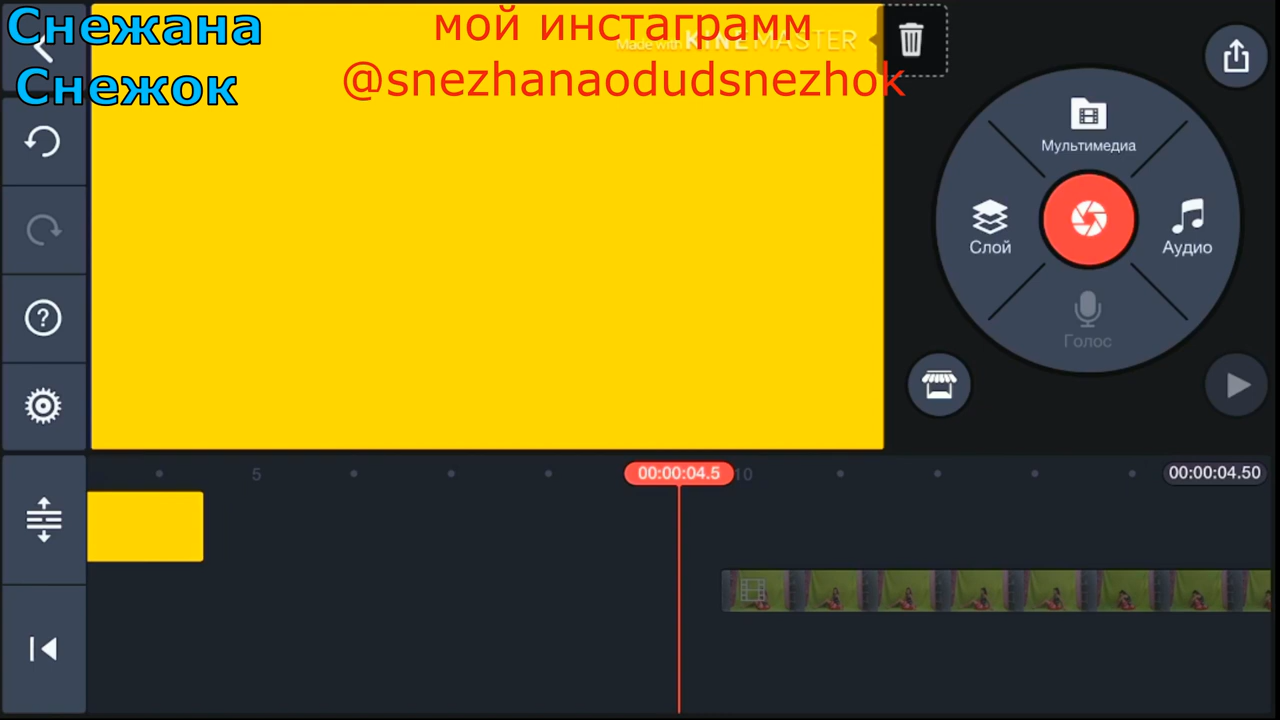 Снежана
Снежок
мой инстаграмм
@snezhanaodudsnezhok
Made with KINEMASTER
Мультимедиа
Слой
Аудио
Голос
5
00:00:04.5
10
00:00:04.50